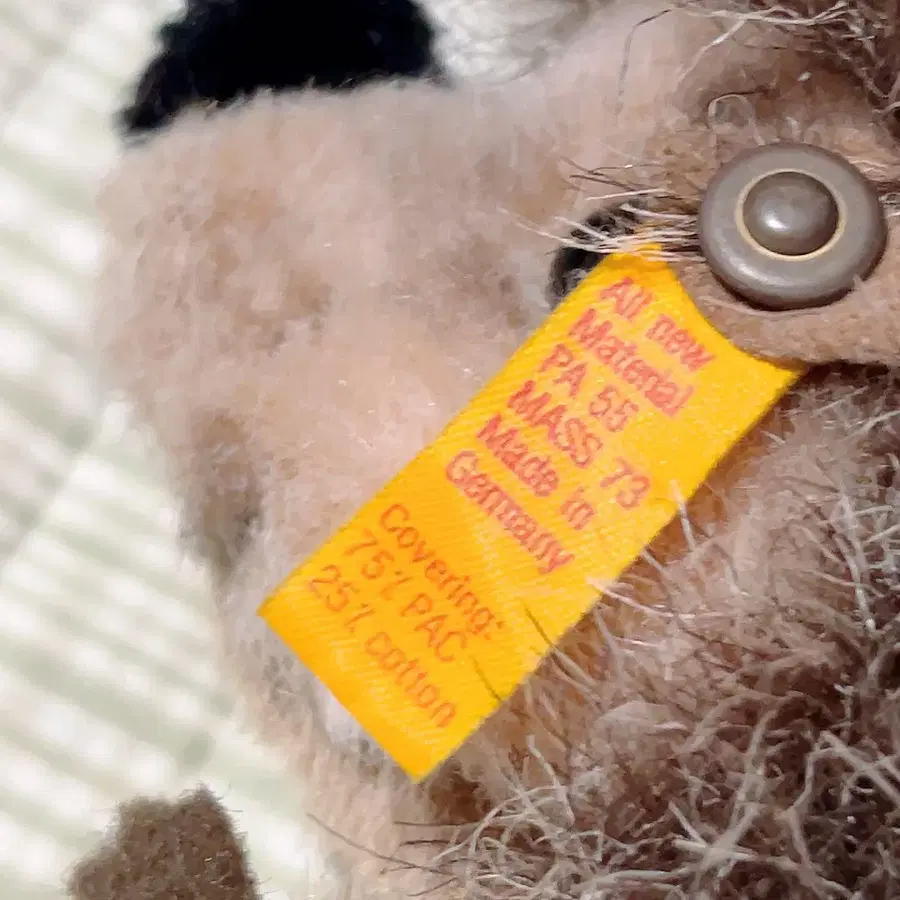 All new
Material
PA 55
MASS 73
Made in
Germany
Covering:
75% PAC
25% cotton